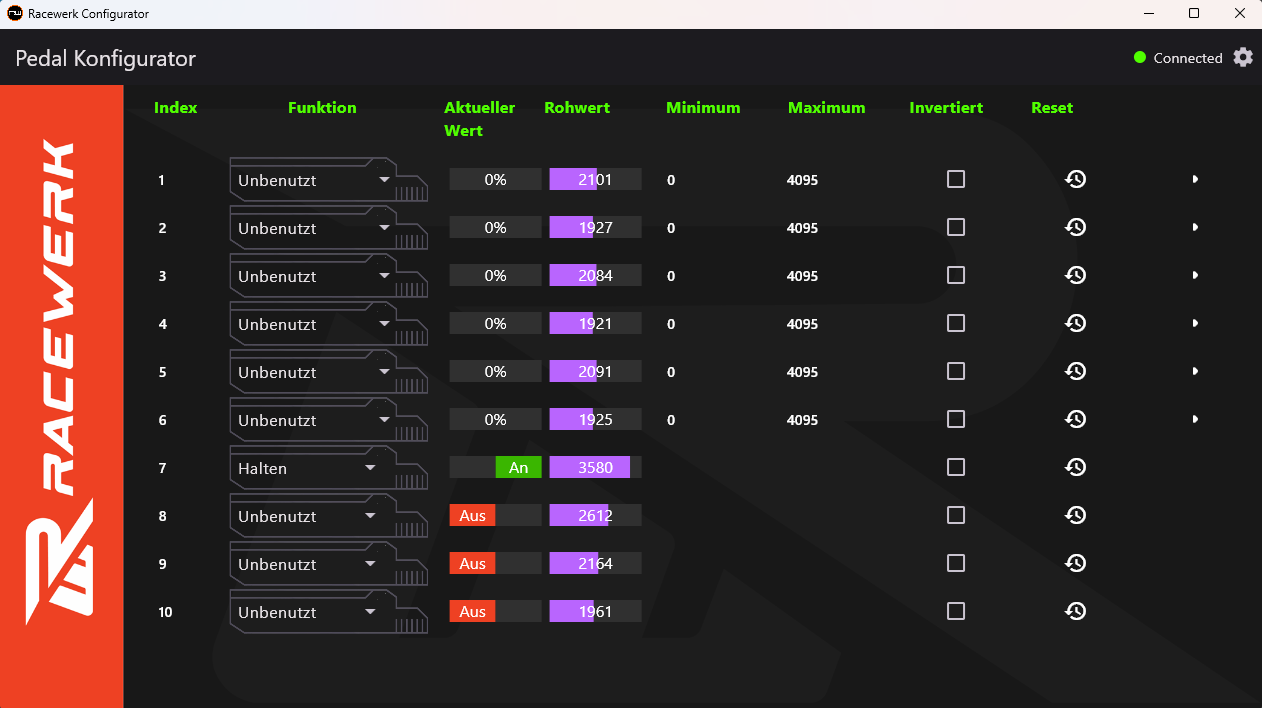 Racewerk Configurator
Pedal Konfigurator
Connected
RACEWERK
Index Funktion Aktueller Wert Rohwert Minimum Maximum Invertiert Reset
1 Unbenutzt 0% 2101 0 4095
2 Unbenutzt 0% 1927 0 4095
3 Unbenutzt 0% 2084 0 4095
4 Unbenutzt 0% 1921 0 4095
5 Unbenutzt 0% 2091 0 4095
6 Unbenutzt 0% 1925 0 4095
7 Halten An 3580
8 Unbenutzt Aus 2612
9 Unbenutzt Aus 2164
10 Unbenutzt Aus 1961